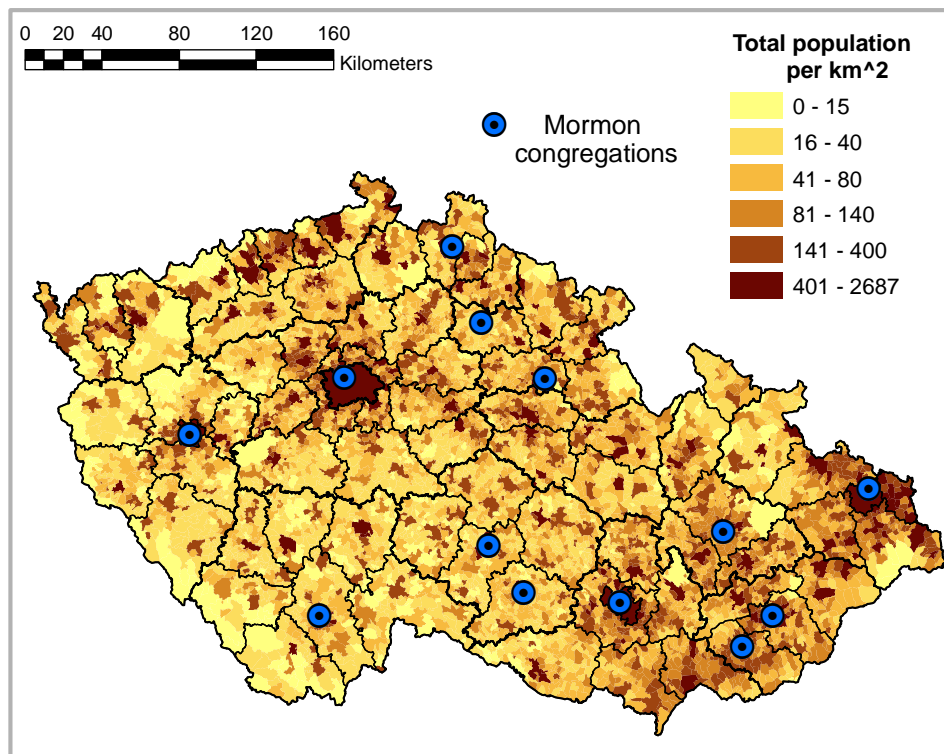 0 20 40 80 120 160
Kilometers
Total population
per km^2
0 - 15
16 - 40
41 - 80
81 - 140
141 - 400
401 - 2687
Mormon
congregations